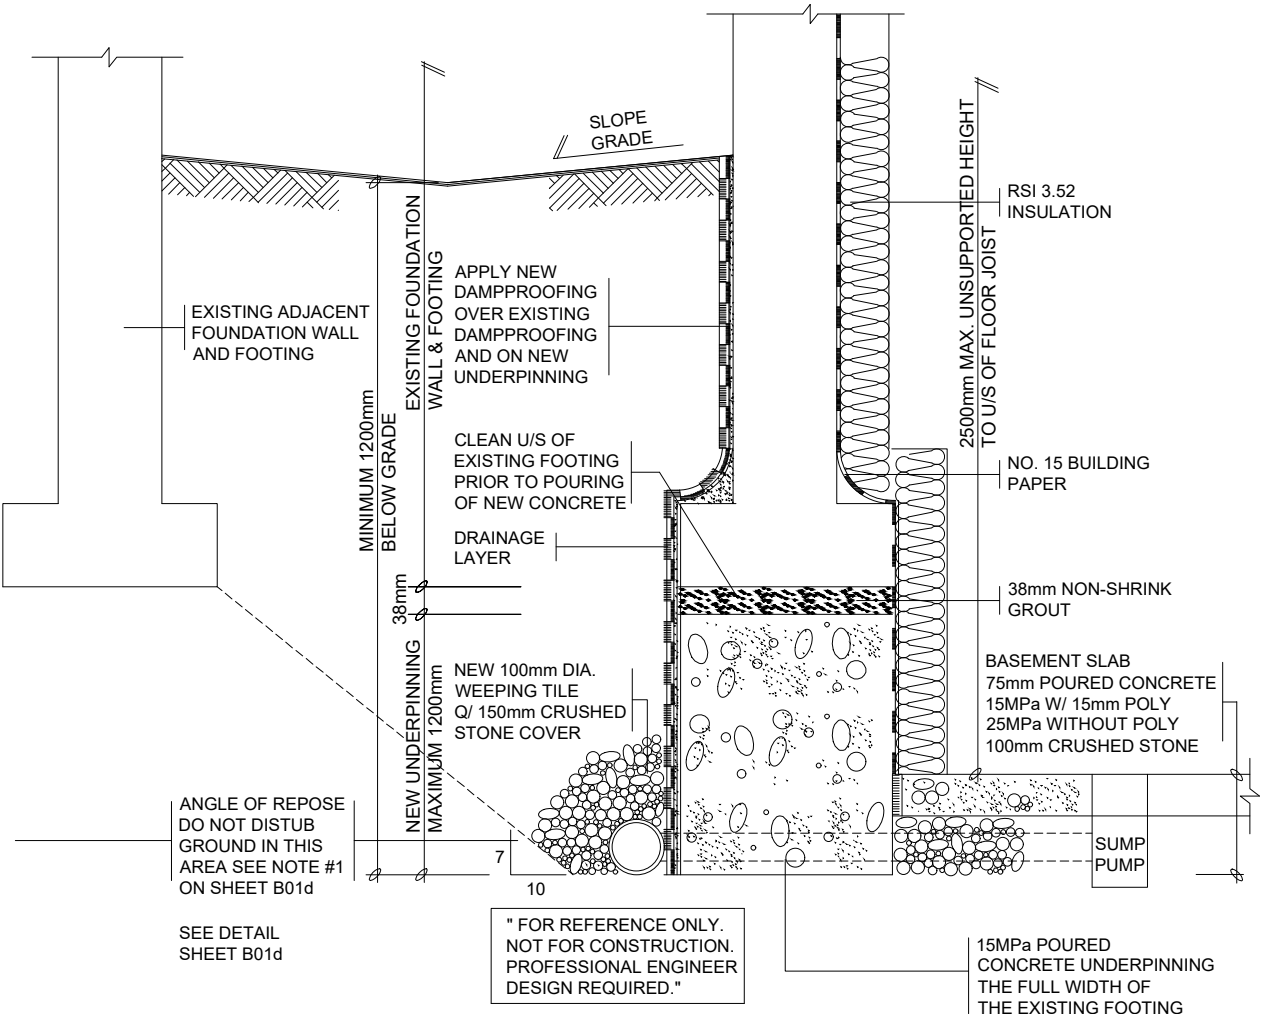 SLOPE
GRADE
RSI 3.52
INSULATION
2500mm MAX. UNSUPPORTED HEIGHT
TO U/S OF FLOOR JOIST
EXISTING ADJACENT
FOUNDATION WALL
AND FOOTING
EXISTING FOUNDATION
WALL & FOOTING
APPLY NEW
DAMPPROOFING
OVER EXISTING
DAMPPROOFING
AND ON NEW
UNDERPINNING
MINIMUM 1200mm
BELOW GRADE
CLEAN U/S OF
EXISTING FOOTING
PRIOR TO POURING
OF NEW CONCRETE
NO. 15 BUILDING
PAPER
DRAINAGE
LAYER
38mm
38mm NON-SHRINK
GROUT
NEW UNDERPINNING
MAXIMUM 1200mm
NEW 100mm DIA.
WEEPING TILE
Q/ 150mm CRUSHED
STONE COVER
BASEMENT SLAB
75mm POURED CONCRETE
15MPa W/ 15mm POLY
25MPa WITHOUT POLY
100mm CRUSHED STONE
ANGLE OF REPOSE
DO NOT DISTUB
GROUND IN THIS
AREA SEE NOTE #1
ON SHEET B01d
SEE DETAIL
SHEET B01d
7
10
SUMP
PUMP
" FOR REFERENCE ONLY.
NOT FOR CONSTRUCTION.
PROFESSIONAL ENGINEER
DESIGN REQUIRED."
15MPa POURED
CONCRETE UNDERPINNING
THE FULL WIDTH OF
THE EXISTING FOOTING